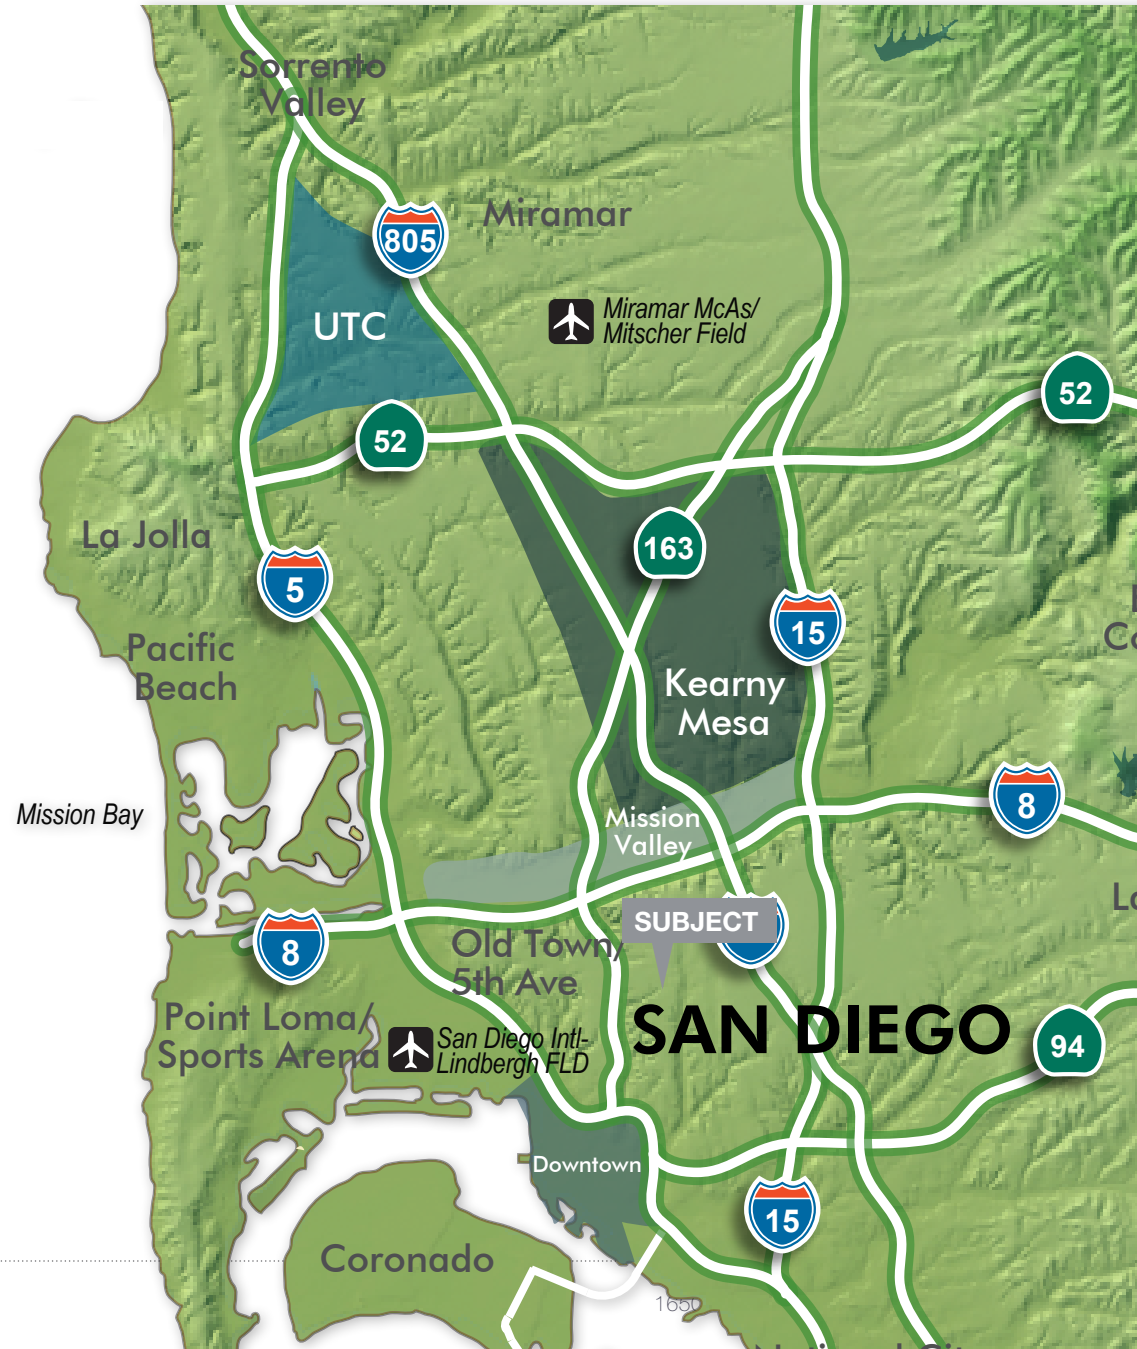 Sorrento
Valley
805
Miramar
UTC
Miramar McAs/
Mitscher Field
52
52
La Jolla
163
5
15
Pacific
Beach
Kearny
Mesa
8
Mission Bay
Mission
Valley
SUBJECT
8
Old Town/
5th Ave
SAN DIEGO
Point Loma/
Sports Arena
San Diego Intl-
Lindbergh FLD
94
Downtown
15
Coronado
1650